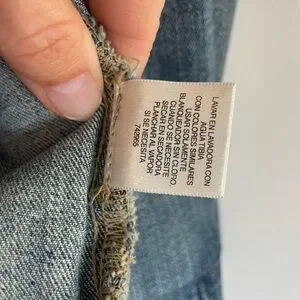 LAVAR EN LAVADORA CON
AGUA TIBIA
CON COLORES SIMILARES
USAR SOLAMENTE
BLANQUEADOR SIN CLORO,
CUANDO SE NECESITE
SECAR EN SECADORA
PLANCHAR AL VAPOR
SI SE NECESITA
742565